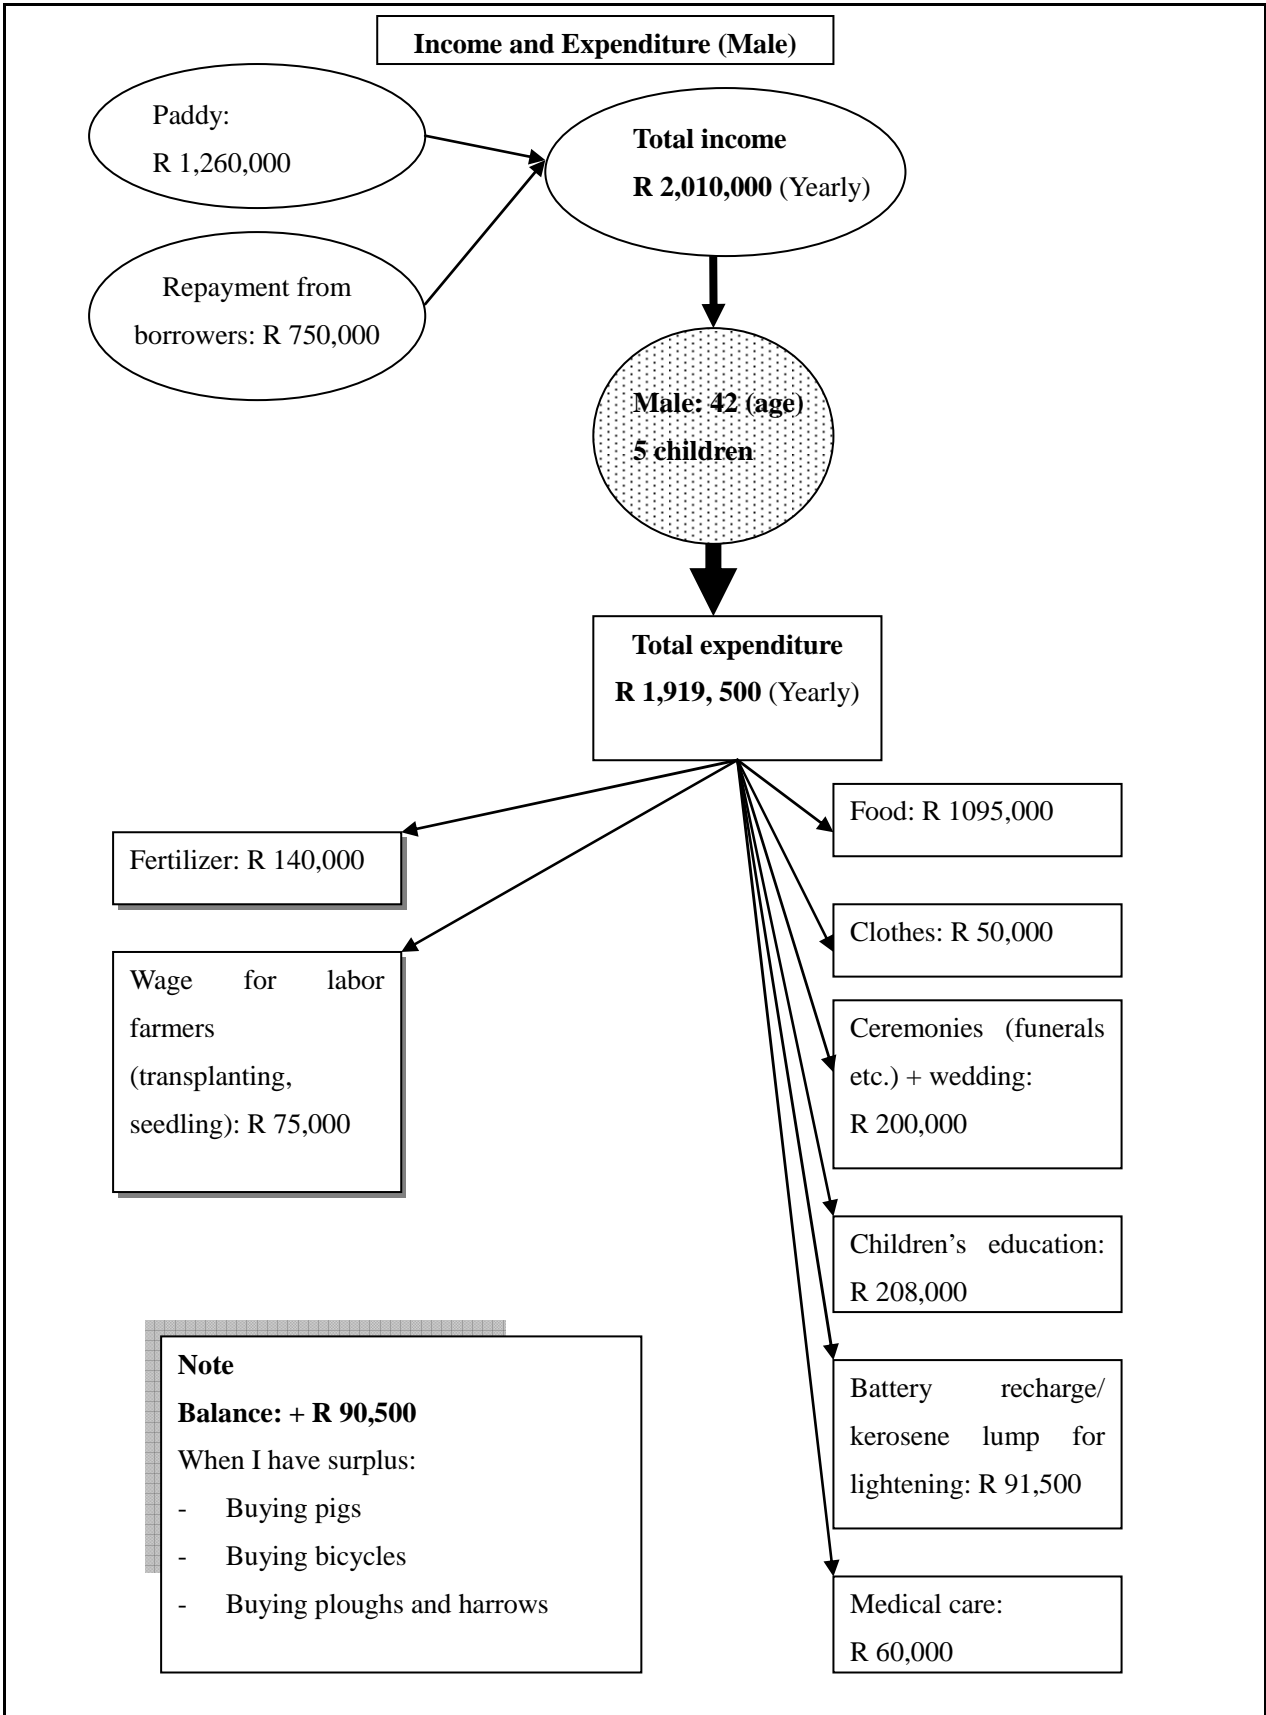 Income and Expenditure (Male)
Paddy:
R 1,260,000
Total income
R 2,010,000 (Yearly)
Repayment from
borrowers: R 750,000
Male: 42 (age)
5 children
Total expenditure
R 1,919, 500 (Yearly)
Fertilizer: R 140,000
Wage for labor
farmers
(transplanting,
seedling): R 75,000
Food: R 1095,000
Clothes: R 50,000
Ceremonies (funerals
etc.) + wedding:
R 200,000
Children’s education:
R 208,000
Battery recharge/
kerosene lump for
lightening: R 91,500
Medical care:
R 60,000
Note
Balance: + R 90,500
When I have surplus:
- Buying pigs
- Buying bicycles
- Buying ploughs and harrows